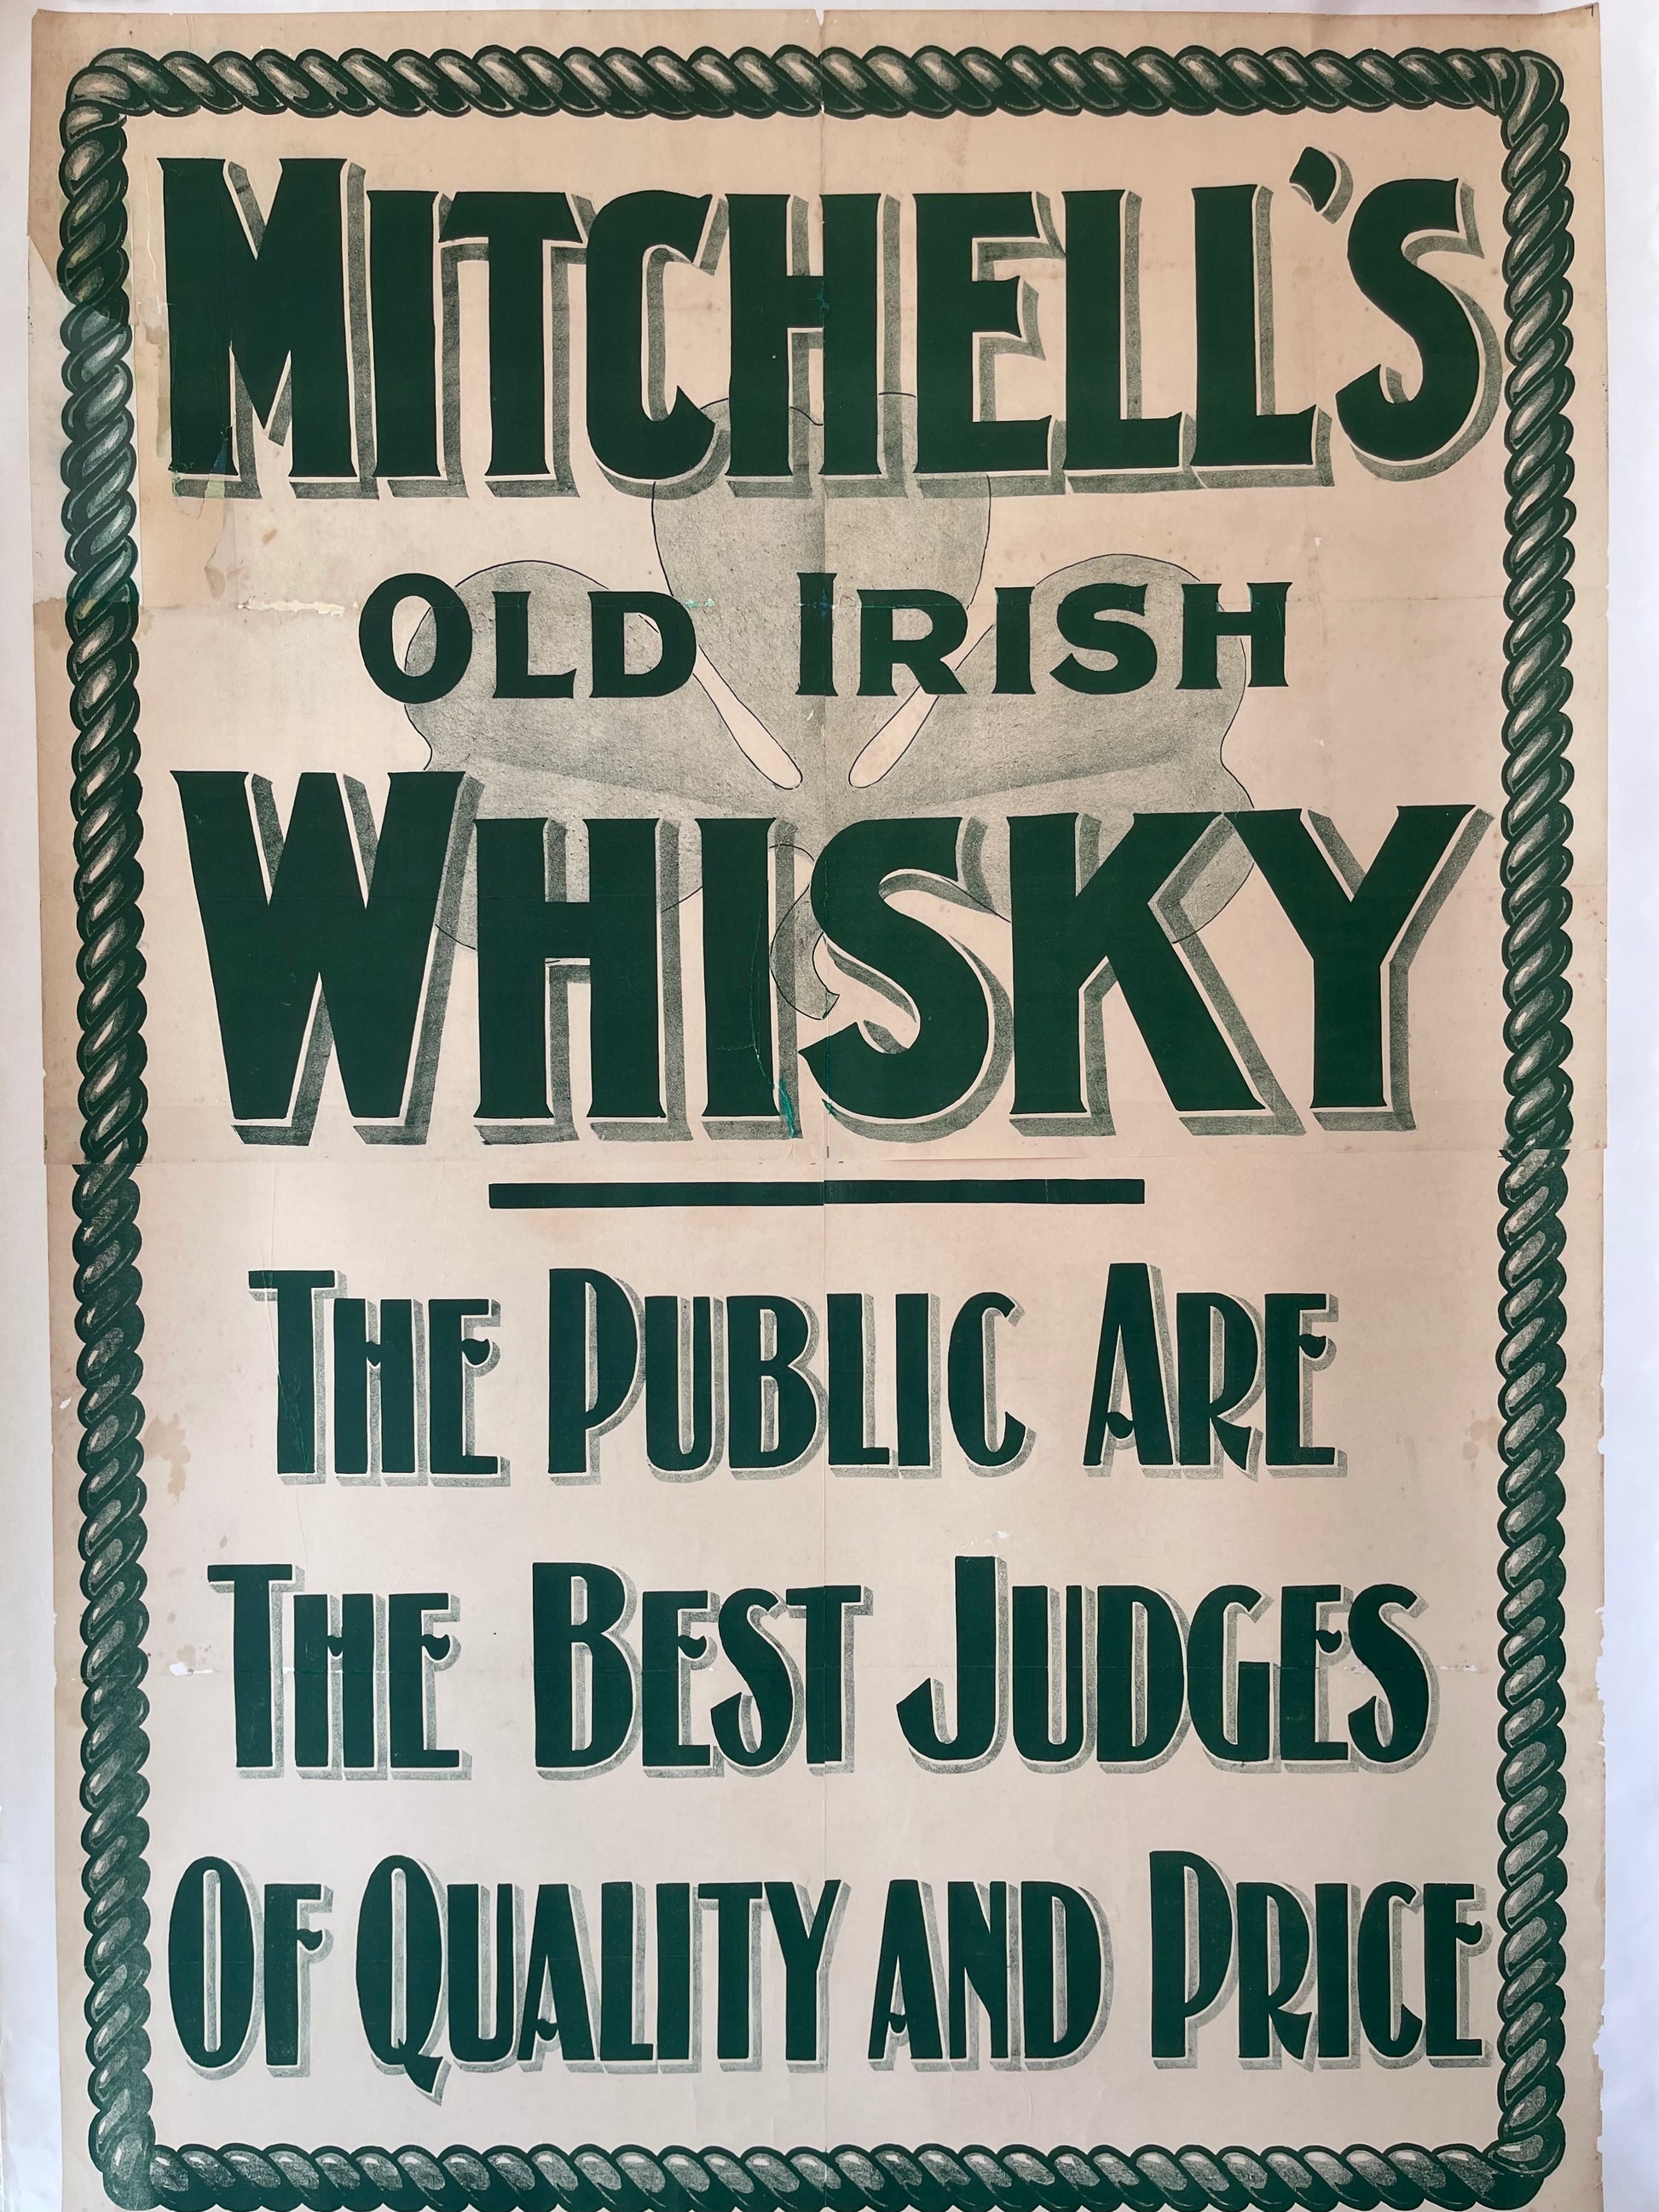 MITCHELL'S
OLD IRISH
WHISKY
THE PUBLIC ARE
THE BEST JUDGES
OF QUALITY AND PRICE